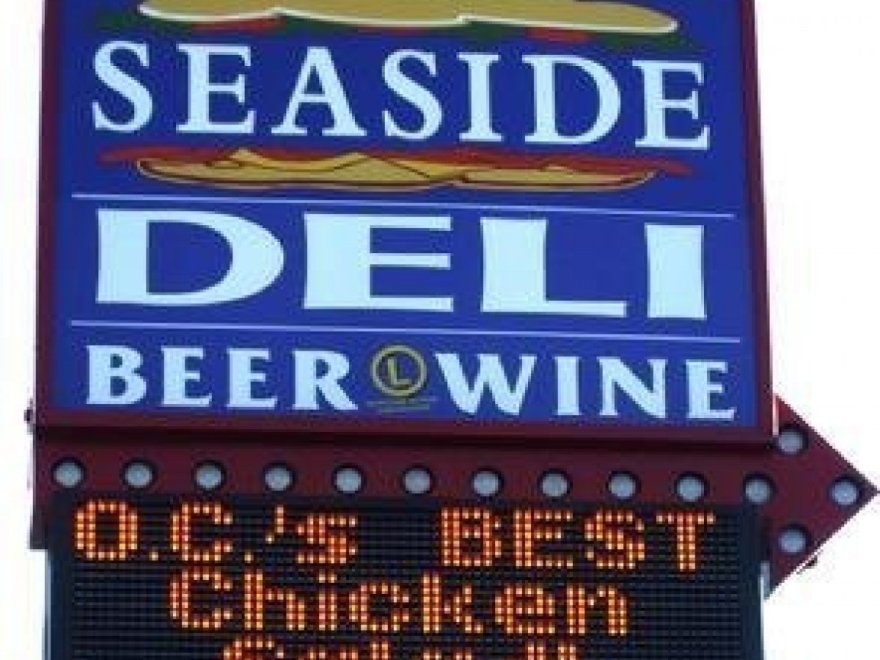 SEASIDE
DELI
BEER L WINE
O.C.'s BEST
Chicken